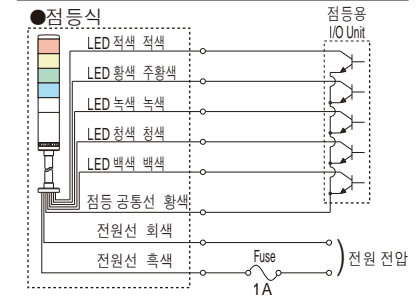 ●점등식
점등용
I/O Unit
LED 적색 적색
LED 황색 주황색
LED 녹색 녹색
LED 청색 청색
LED 백색 백색
점등 공통선 황색
전원선 회색
전원선 흑색
Fuse
1A
전원 전압